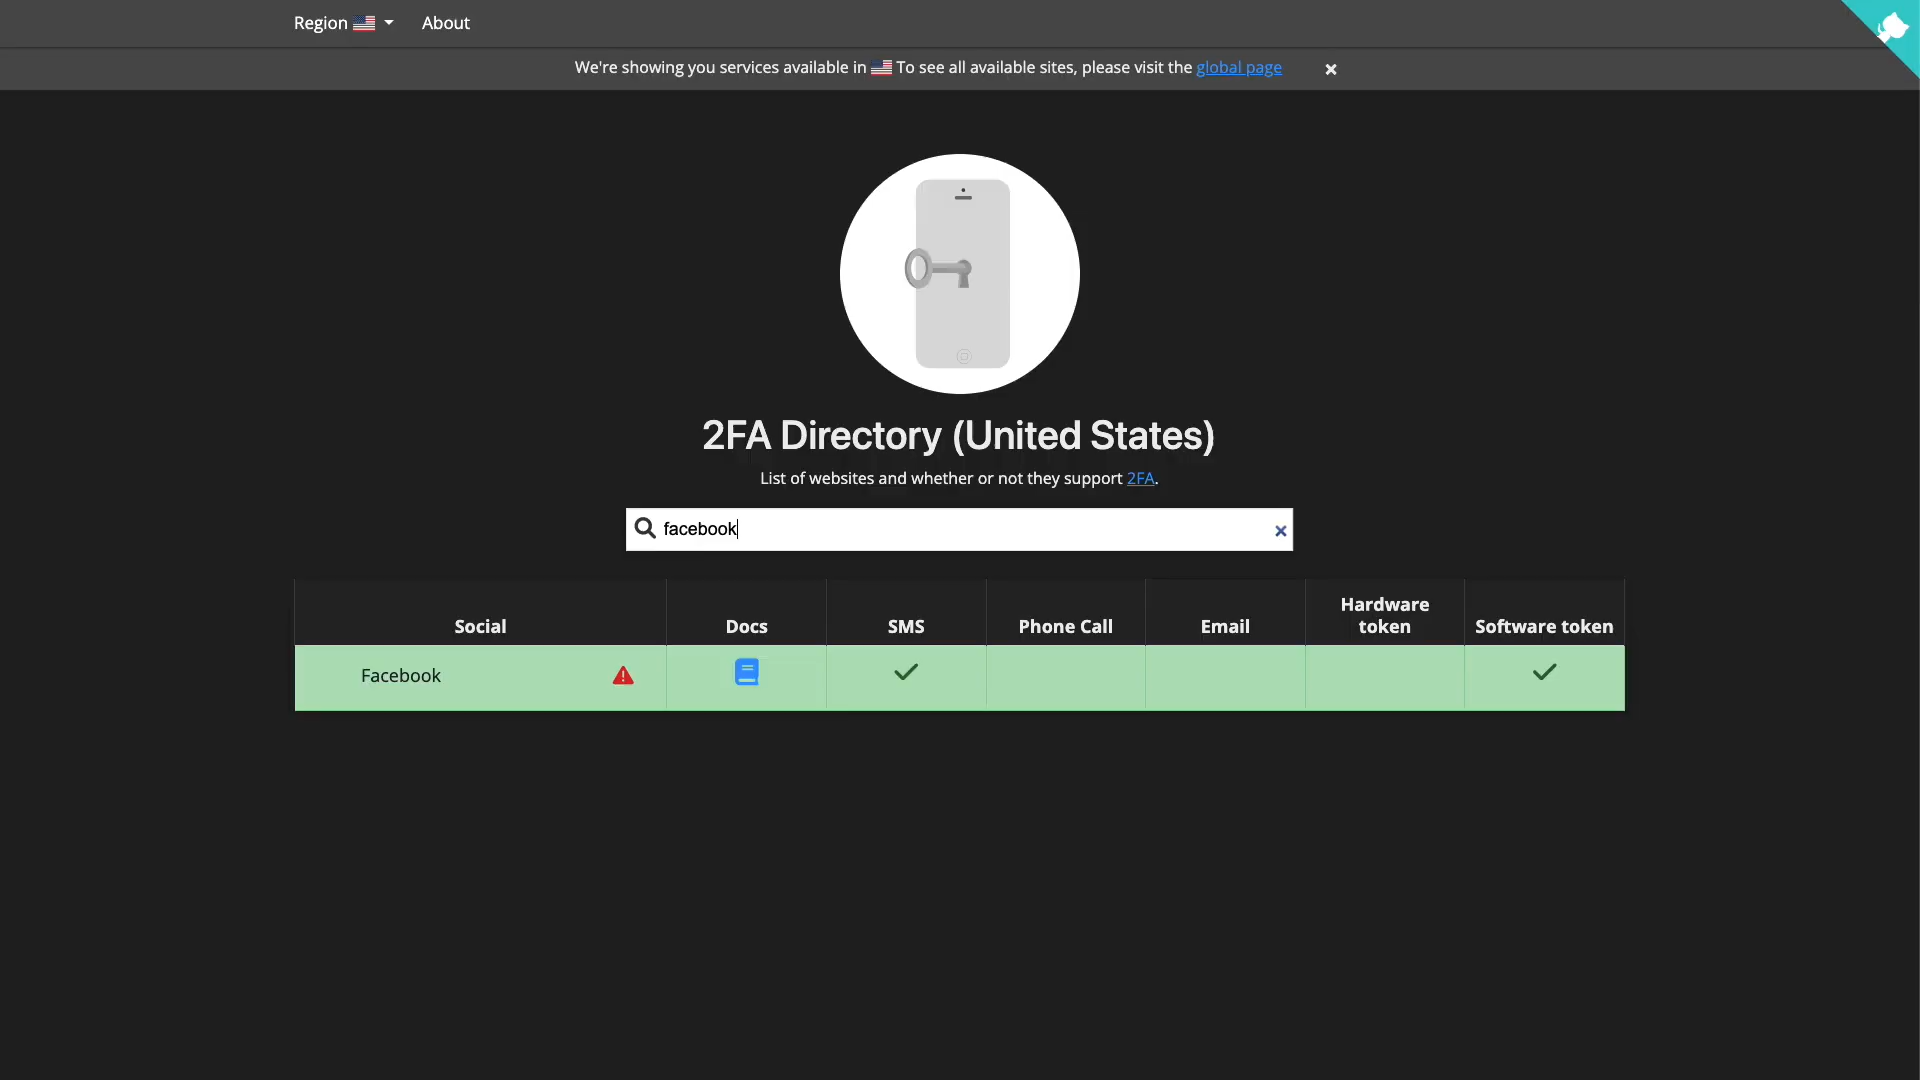 Region
About
We're showing you services available in To see all available sites, please visit the global page
2FA Directory (United States)
List of websites and whether or not they support 2FA.
facebook
Social
Docs
SMS
Phone Call
Email
Hardware
token
Software token
Facebook